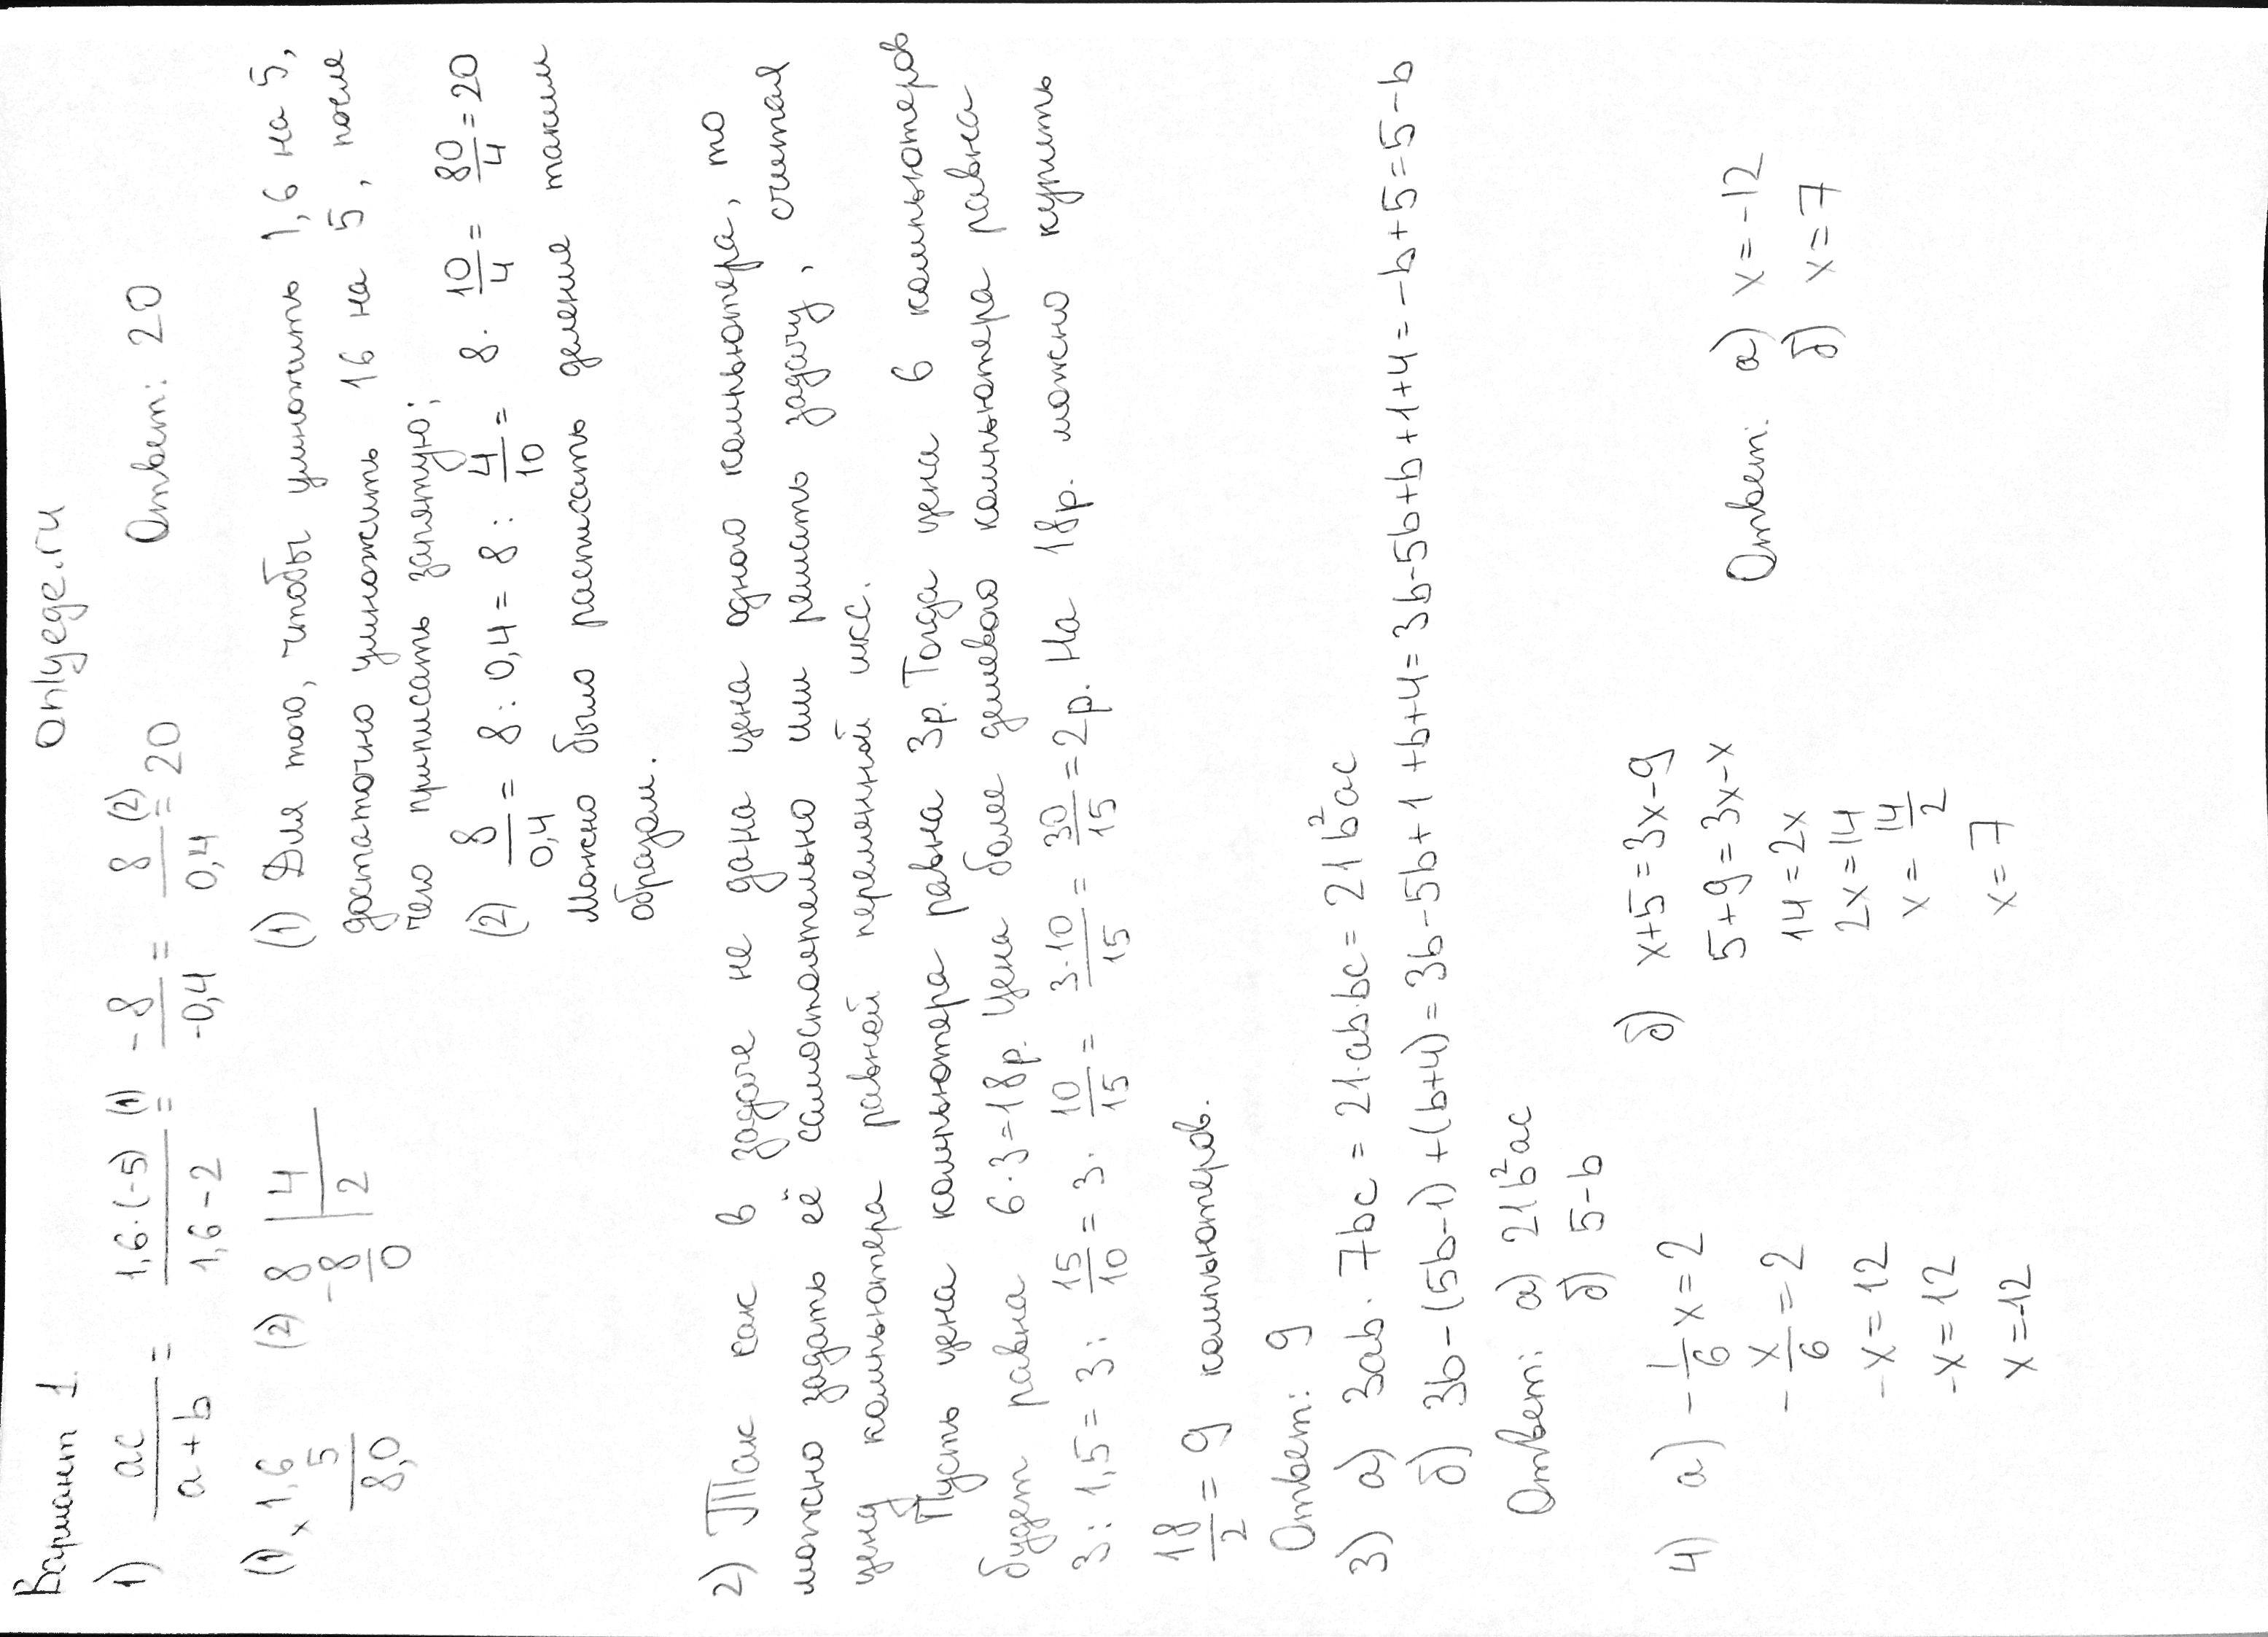 Вариант 1. onlyege.ru
1) ac/(a+b) = 1,6·(-5)/(1,6-2) (1)= -8/-0,4 = 8/0,4 (2)= 20 Ответ: 20
(1) × 1,6
5
8,0
(2) 8 | 4
-8 2
0
(1) Для того, чтобы умножить 1,6 на 5,
достаточно умножить 16 на 5, после
чего приписать запятую;
(2) 8/0,4 = 8 : 0,4 = 8 : 4/10 = 8 · 10/4 = 80/4 = 20
Можно было расписать деление таким
образом.
2) Так как в задаче не дана цена одного компьютера, то
можно задать её самостоятельно или решить задачу, считая
цену компьютера равной переменной икс.
Пусть цена компьютера равна 3р. Тогда цена 6 компьютеров
будет равна 6·3=18р. Цена более дешевого компьютера равна
3 : 1,5 = 3 : 15/10 = 3 · 10/15 = 3·10/15 = 30/15 = 2р. На 18р. можно купить
18/2 = 9 компьютеров.
Ответ: 9
3) а) 3ab · 7bc = 21·ab·bc = 21b²ac
б) 3b-(5b-1)+(b+4) = 3b-5b+1+b+4 = 3b-5b+b+1+4 = -b+5 = 5-b
Ответ: а) 21b²ac
б) 5-b
4) а) -1/6x=2
-x/6=2
-x=12
-x=12
x=-12
б) x+5=3x-9
5+9=3x-x
14=2x
2x=14
x=14/2
x=7
Ответ: а) x=-12
б) x=7